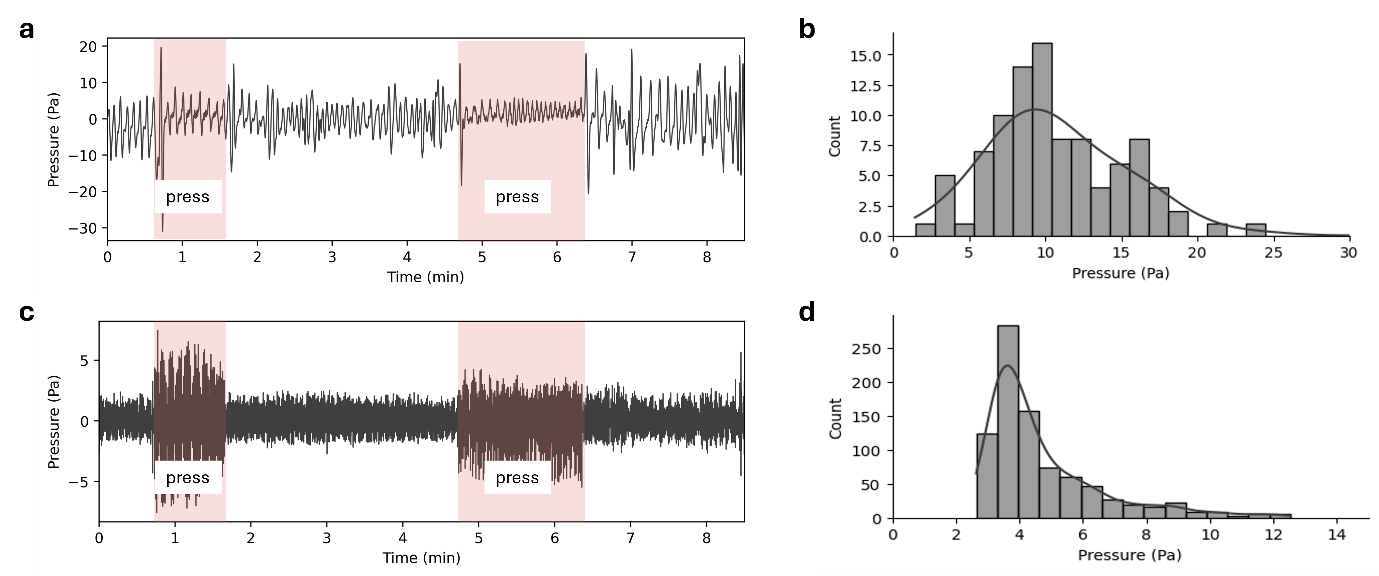 a
20
10
0
−10
−20
−30
Pressure (Pa)
press
press
0 1 2 3 4 5 6 7 8
Time (min)
b
15.0
12.5
10.0
7.5
5.0
2.5
0.0
Count
0 5 10 15 20 25 30
Pressure (Pa)
c
5
0
−5
Pressure (Pa)
press
press
0 1 2 3 4 5 6 7 8
Time (min)
d
250
200
150
100
50
0
Count
0 2 4 6 8 10 12 14
Pressure (Pa)